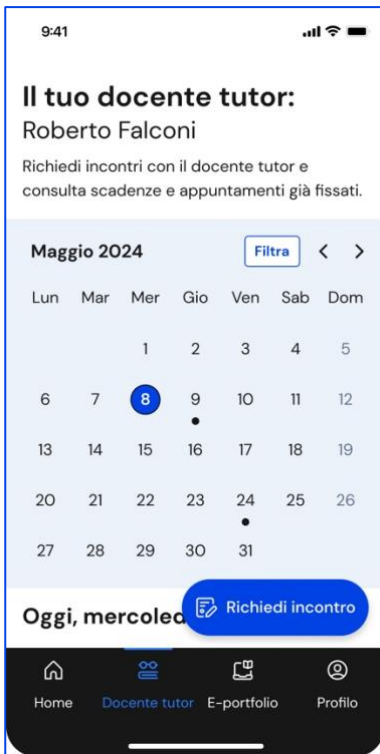 9:41
Il tuo docente tutor:
Roberto Falconi
Richiedi incontri con il docente tutor e
consulta scadenze e appuntamenti già fissati.
Maggio 2024 Filtra
Lun Mar Mer Gio Ven Sab Dom
1 2 3 4 5
6 7 8 9 10 11 12
13 14 15 16 17 18 19
20 21 22 23 24 25 26
27 28 29 30 31
Oggi, mercoled
Richiedi incontro
Home Docente tutor E-portfolio Profilo